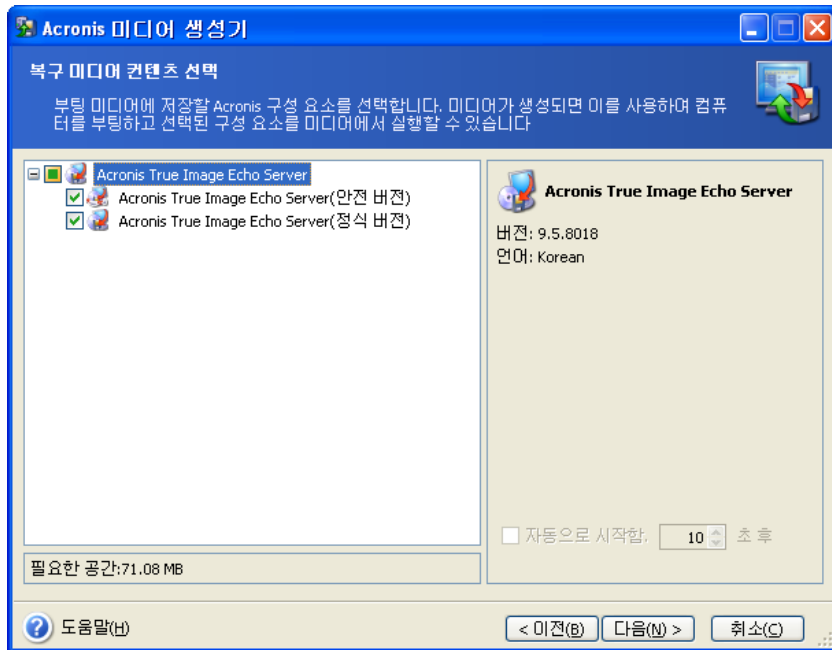 Acronis 미디어 생성기
복구 미디어 컨텐츠 선택
부팅 미디어에 저장할 Acronis 구성 요소를 선택합니다. 미디어가 생성되면 이를 사용하여 컴퓨
터를 부팅하고 선택된 구성 요소를 미디어에서 실행할 수 있습니다
Acronis True Image Echo Server
Acronis True Image Echo Server(안전 버전)
Acronis True Image Echo Server(정식 버전)
필요한 공간:71.08 MB
Acronis True Image Echo Server
버전: 9.5.8018
언어: Korean
자동으로 시작함, 10 초 후
도움말(H)
< 이전(B) 다음(N) > 취소(C)